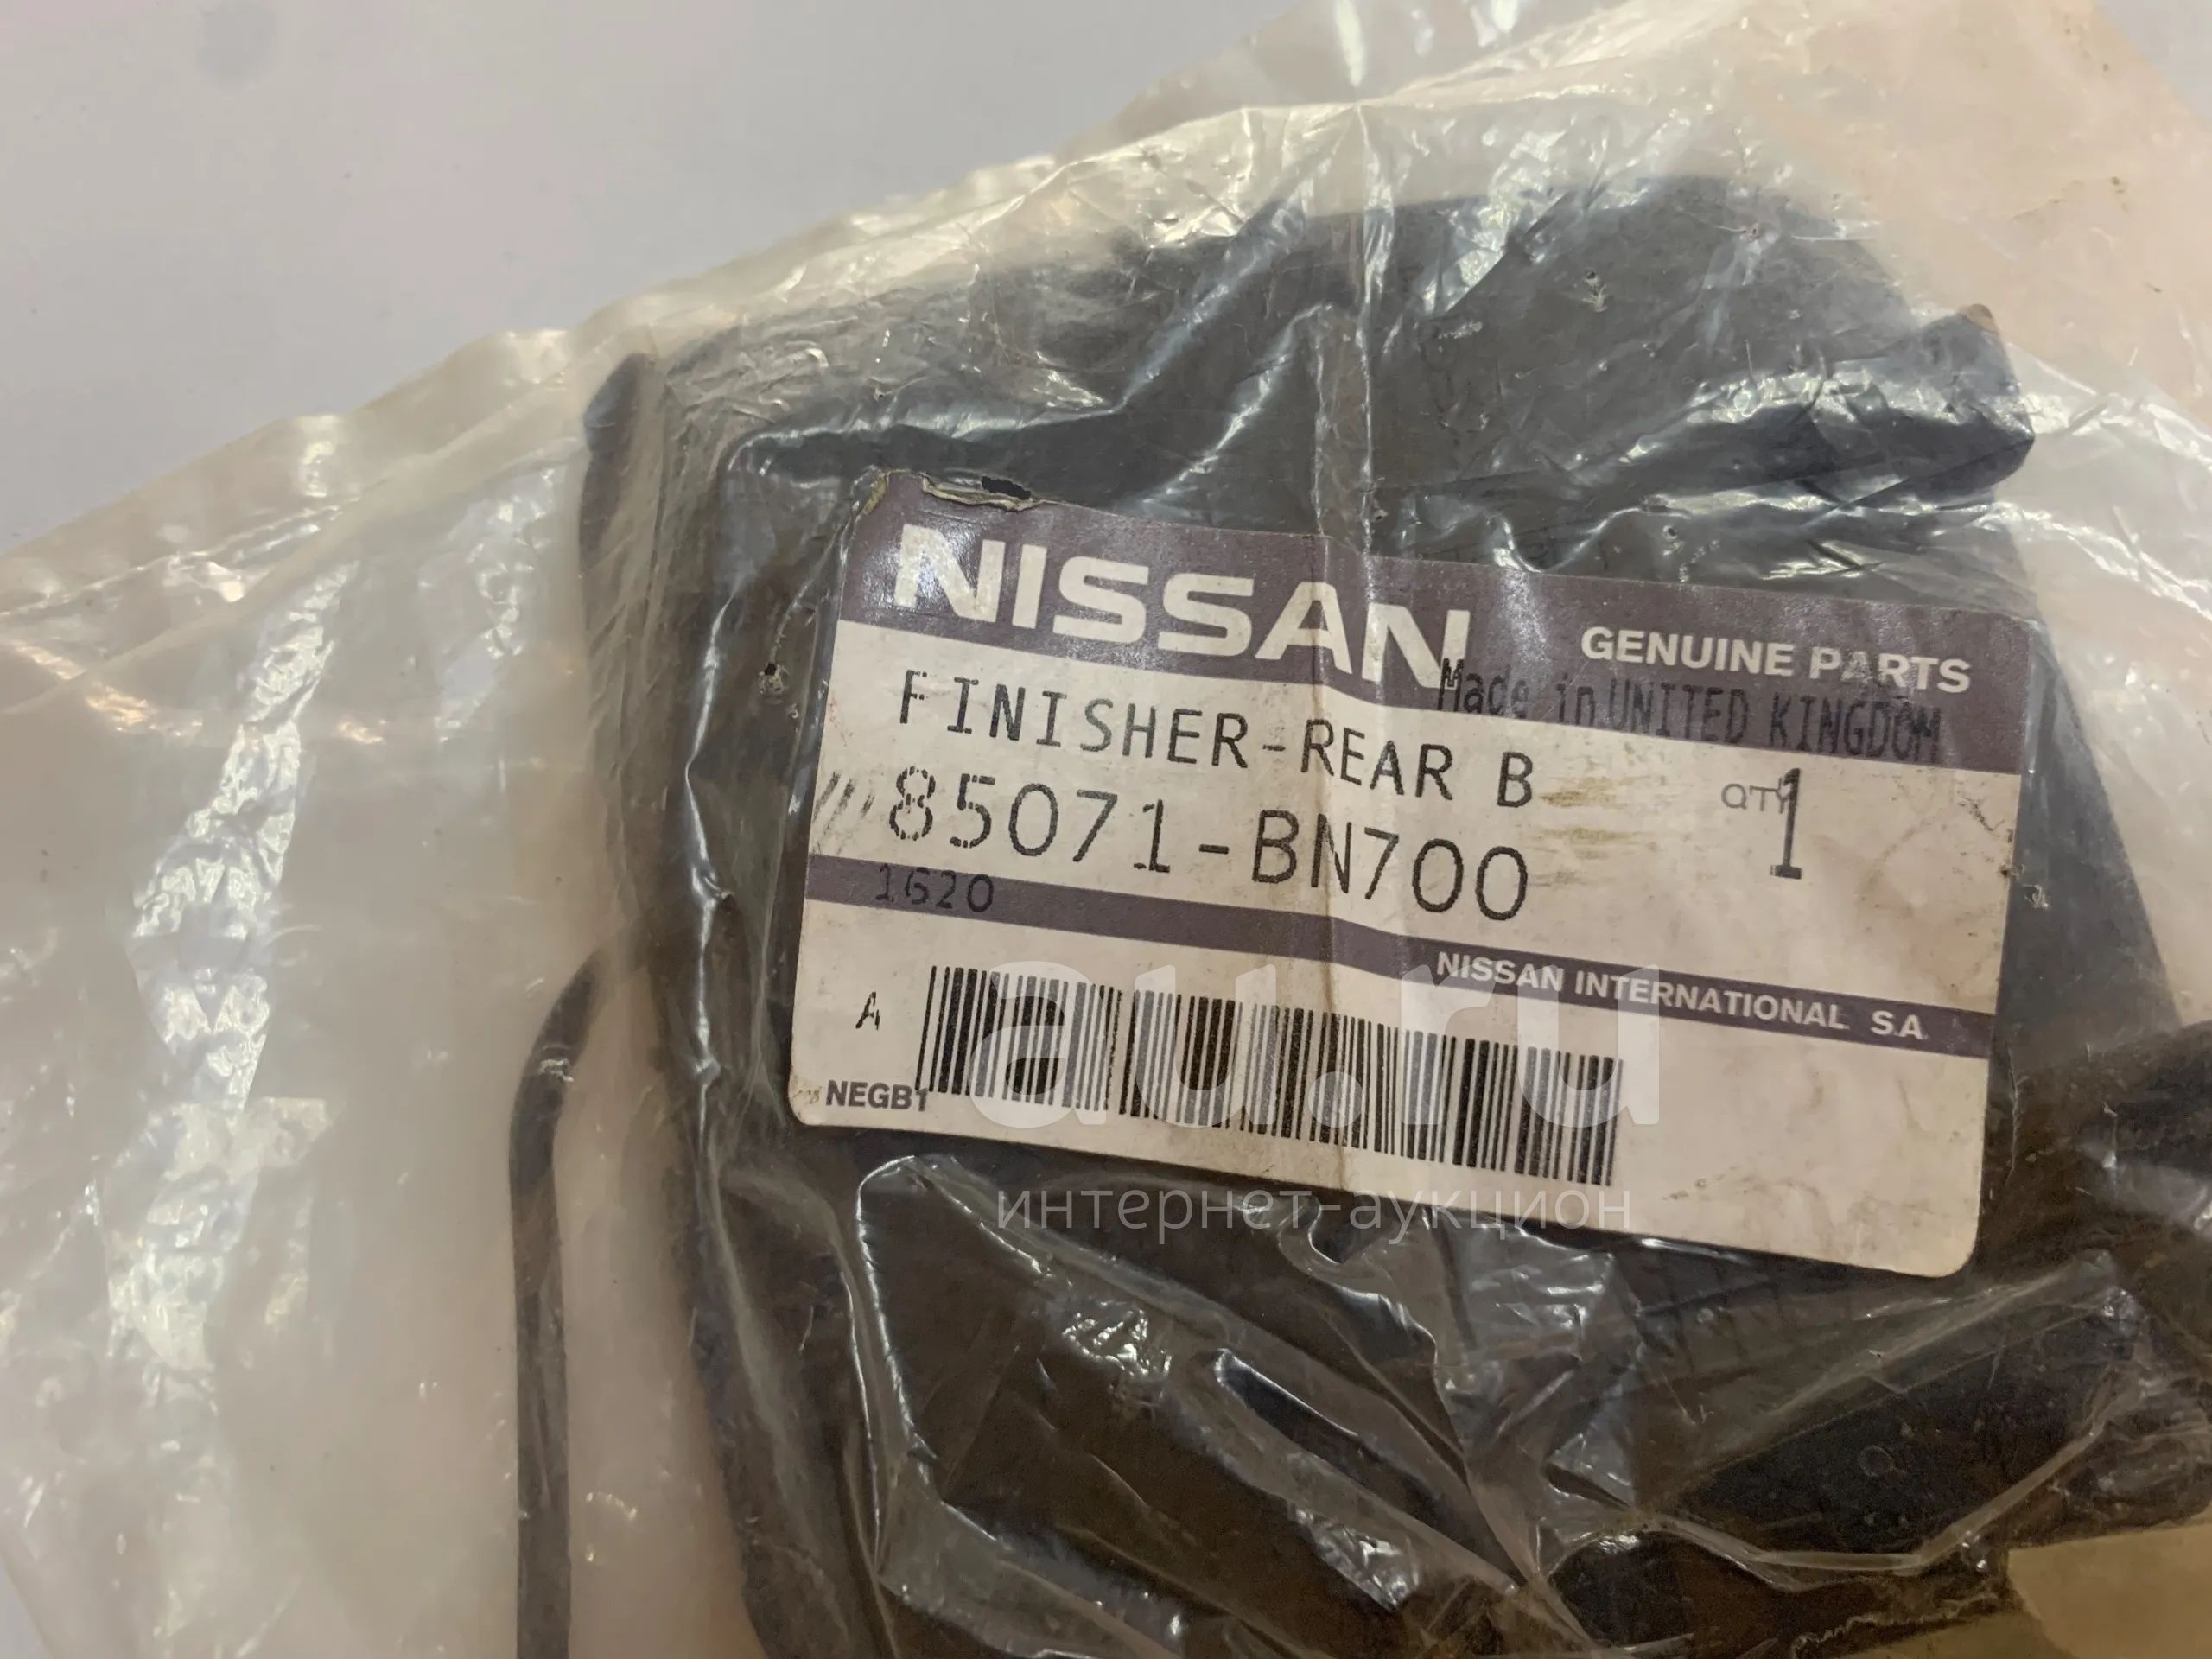 NISSAN
GENUINE PARTS
Made in UNITED KINGDOM
FINISHER-REAR B
QTY 1
85071-BN700
1620
NISSAN INTERNATIONAL SA
A
NEGB1
au.ru
интернет-аукцион